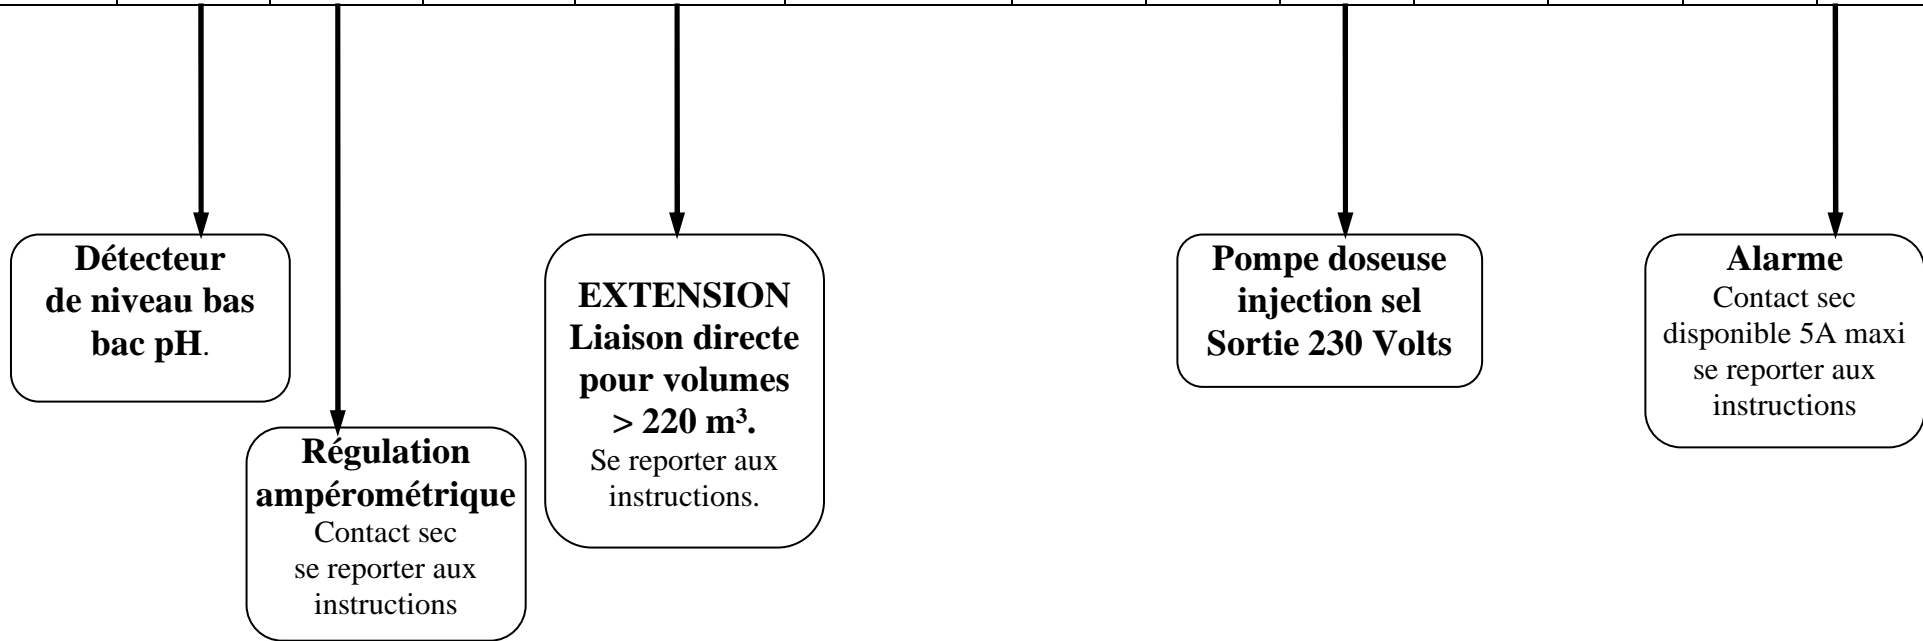 Détecteur
de niveau bas
bac pH.
Régulation
ampérométrique
Contact sec
se reporter aux
instructions
EXTENSION
Liaison directe
pour volumes
> 220 m³.
Se reporter aux
instructions.
Pompe doseuse
injection sel
Sortie 230 Volts
Alarme
Contact sec
disponible 5A maxi
se reporter aux
instructions